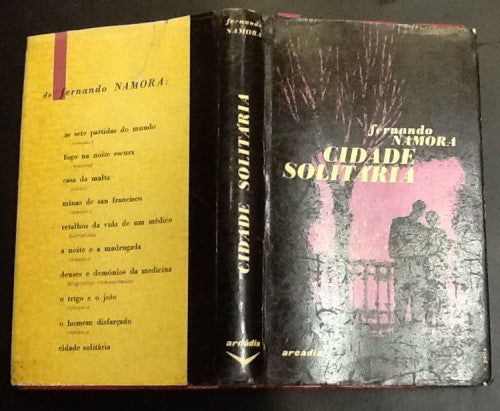 de fernando NAMORA:
as sete partidas do mundo
romance
fogo na noite escura
romance
casa da malta
novela
minas de san francisco
romance
retalhos da vida de um médico
narrativas
a noite e a madrugada
romance
deuses e demónios da medicina
biografias romanceadas
o trigo e o joio
romance
o homem disfarçado
romance
cidade solitária
fernando
NAMORA
CIDADE SOLITÁRIA
arcádia
fernando
NAMORA
CIDADE
SOLITÁRIA
arcádia